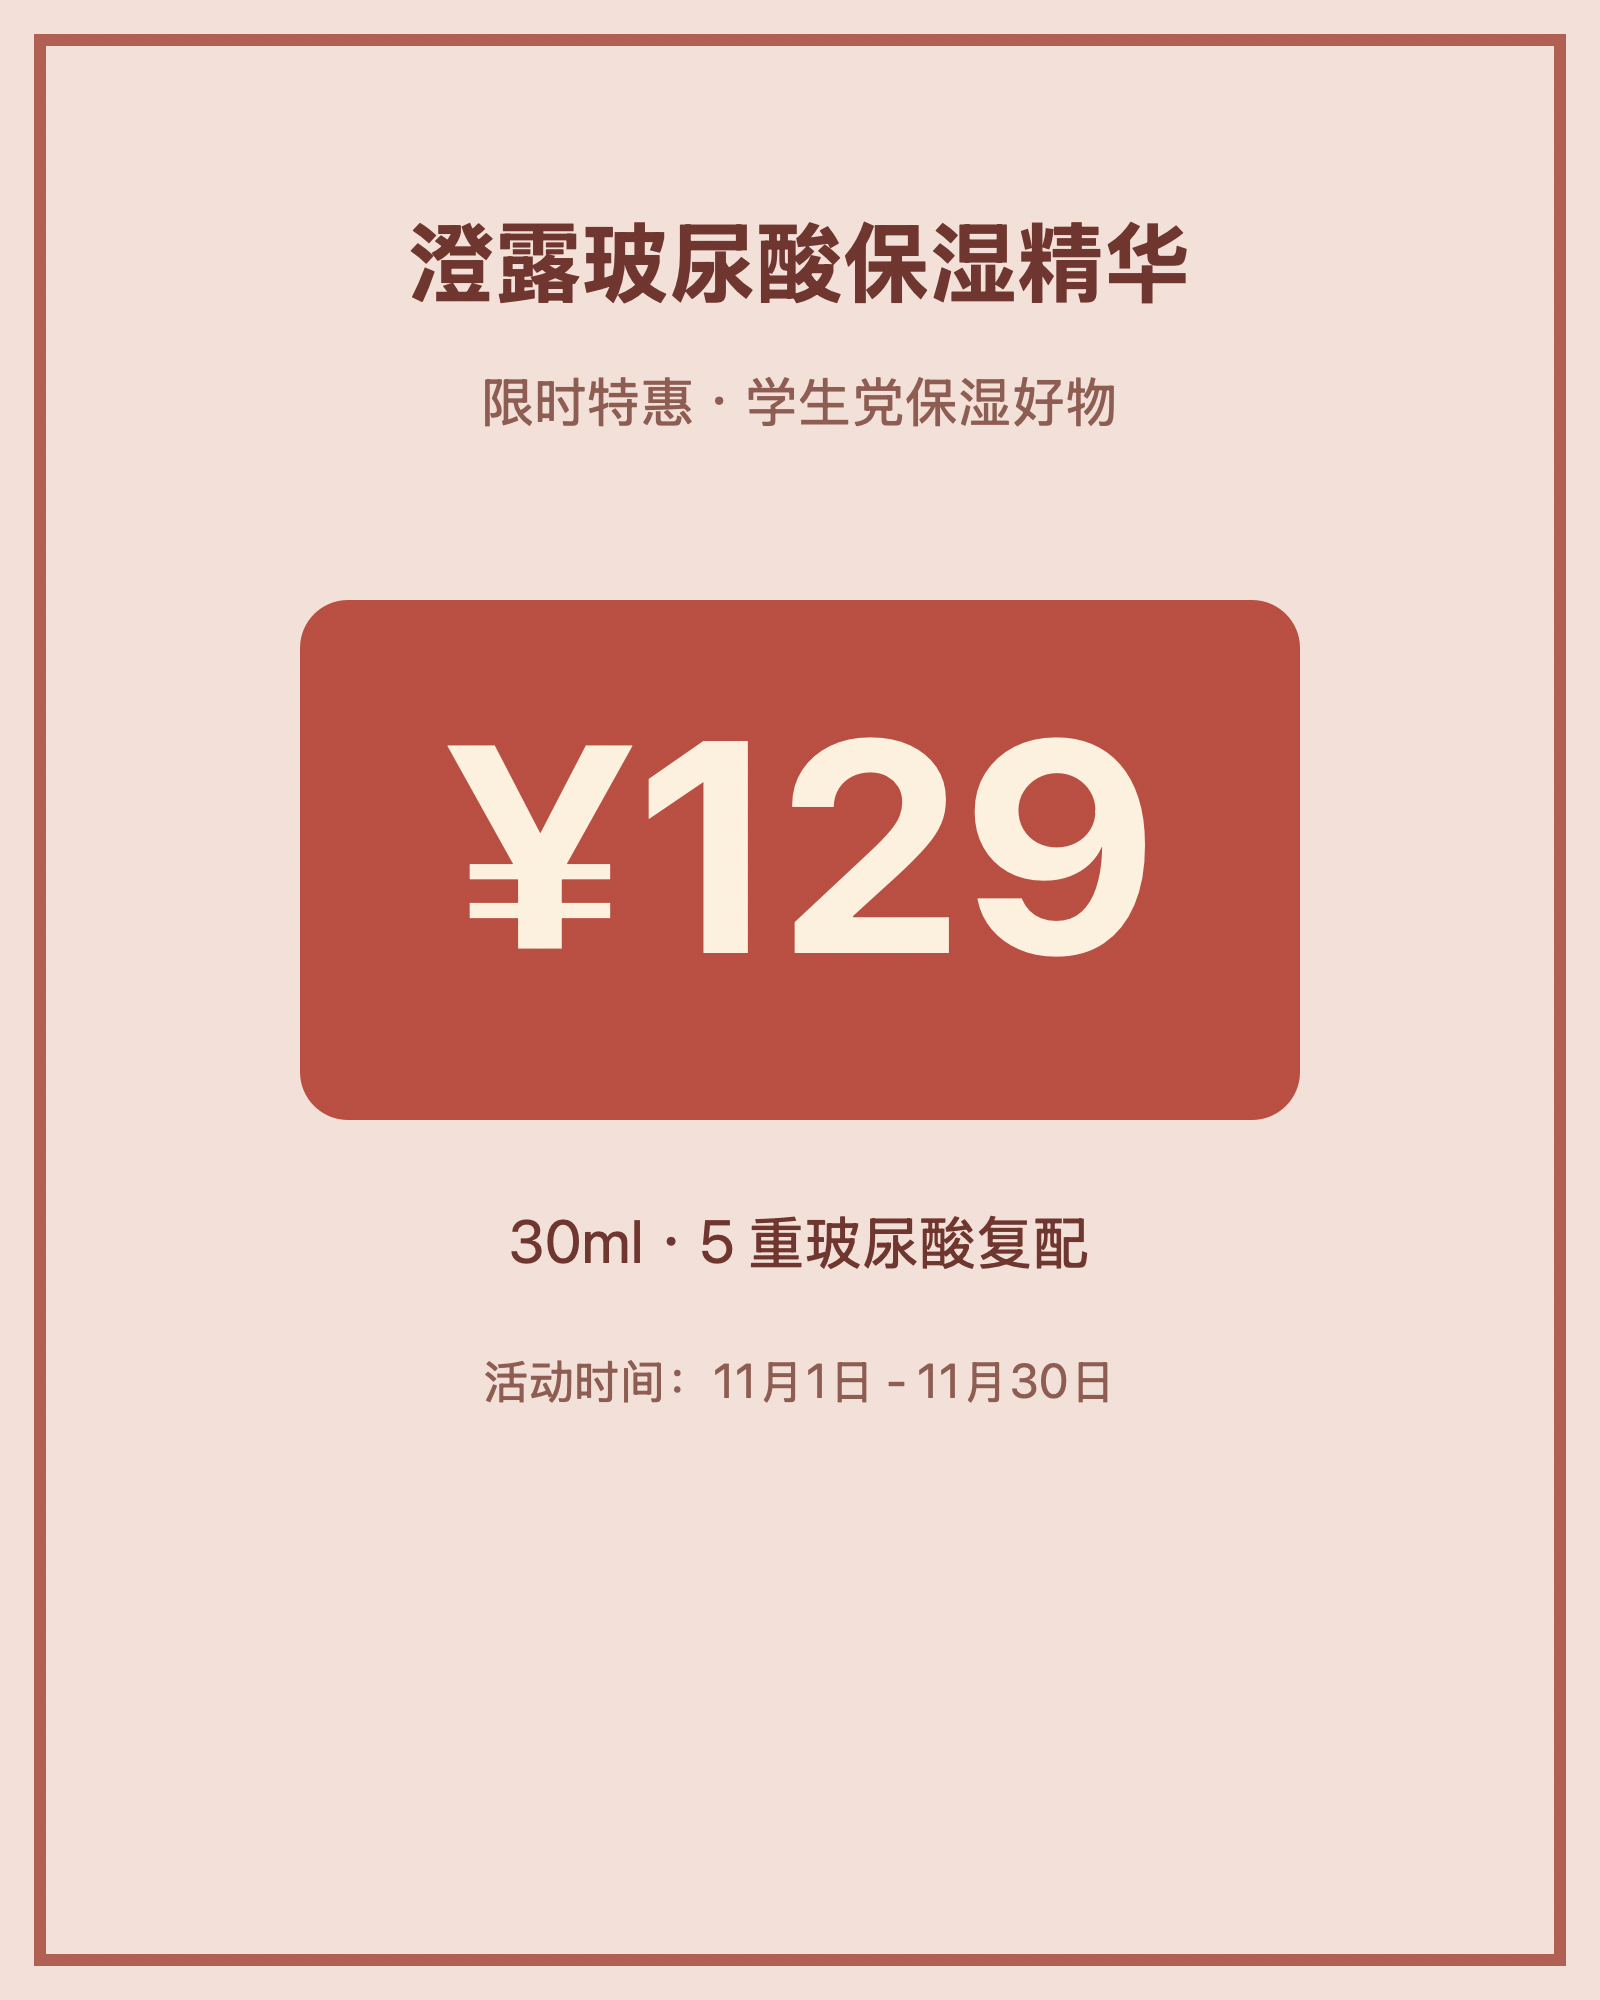 澄露玻尿酸保湿精华
限时特惠 · 学生党保湿好物
¥129
30ml · 5 重玻尿酸复配
活动时间：11月1日 - 11月30日